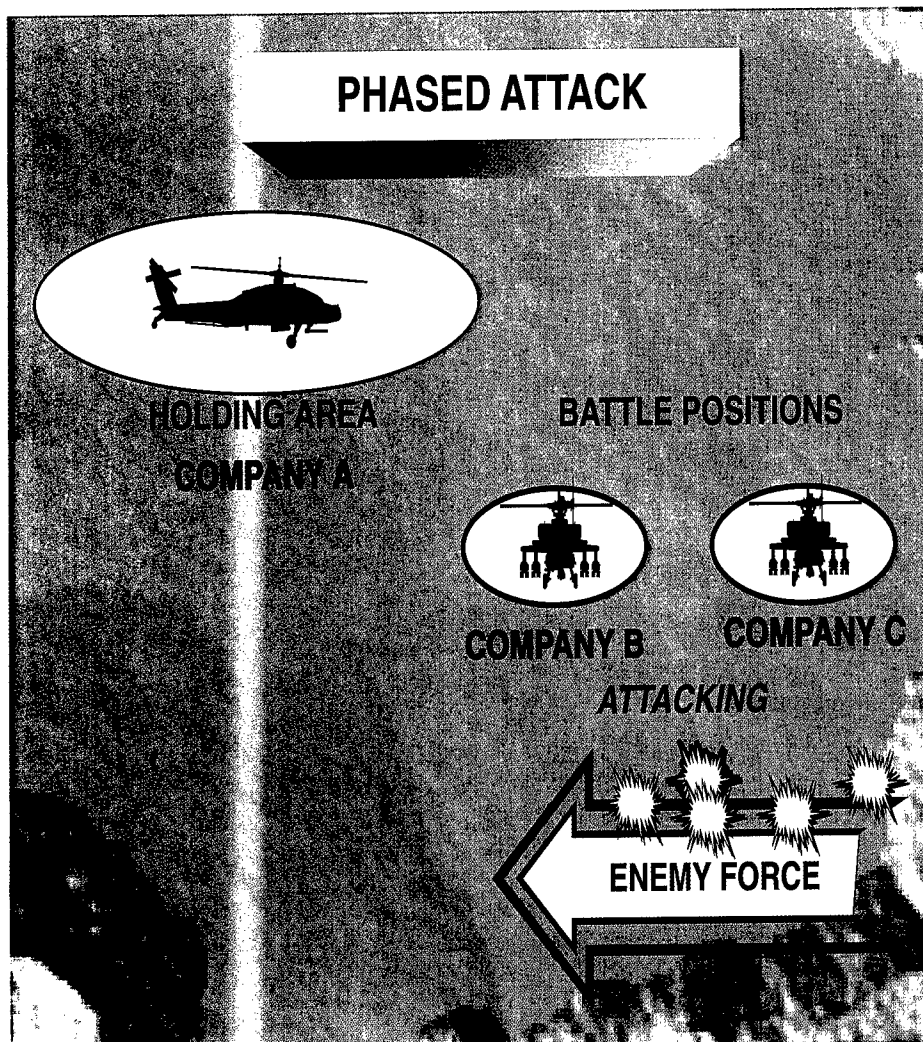 PHASED ATTACK
HOLDING AREA
COMPANY A
BATTLE POSITIONS
COMPANY B
COMPANY C
ATTACKING
ENEMY FORCE